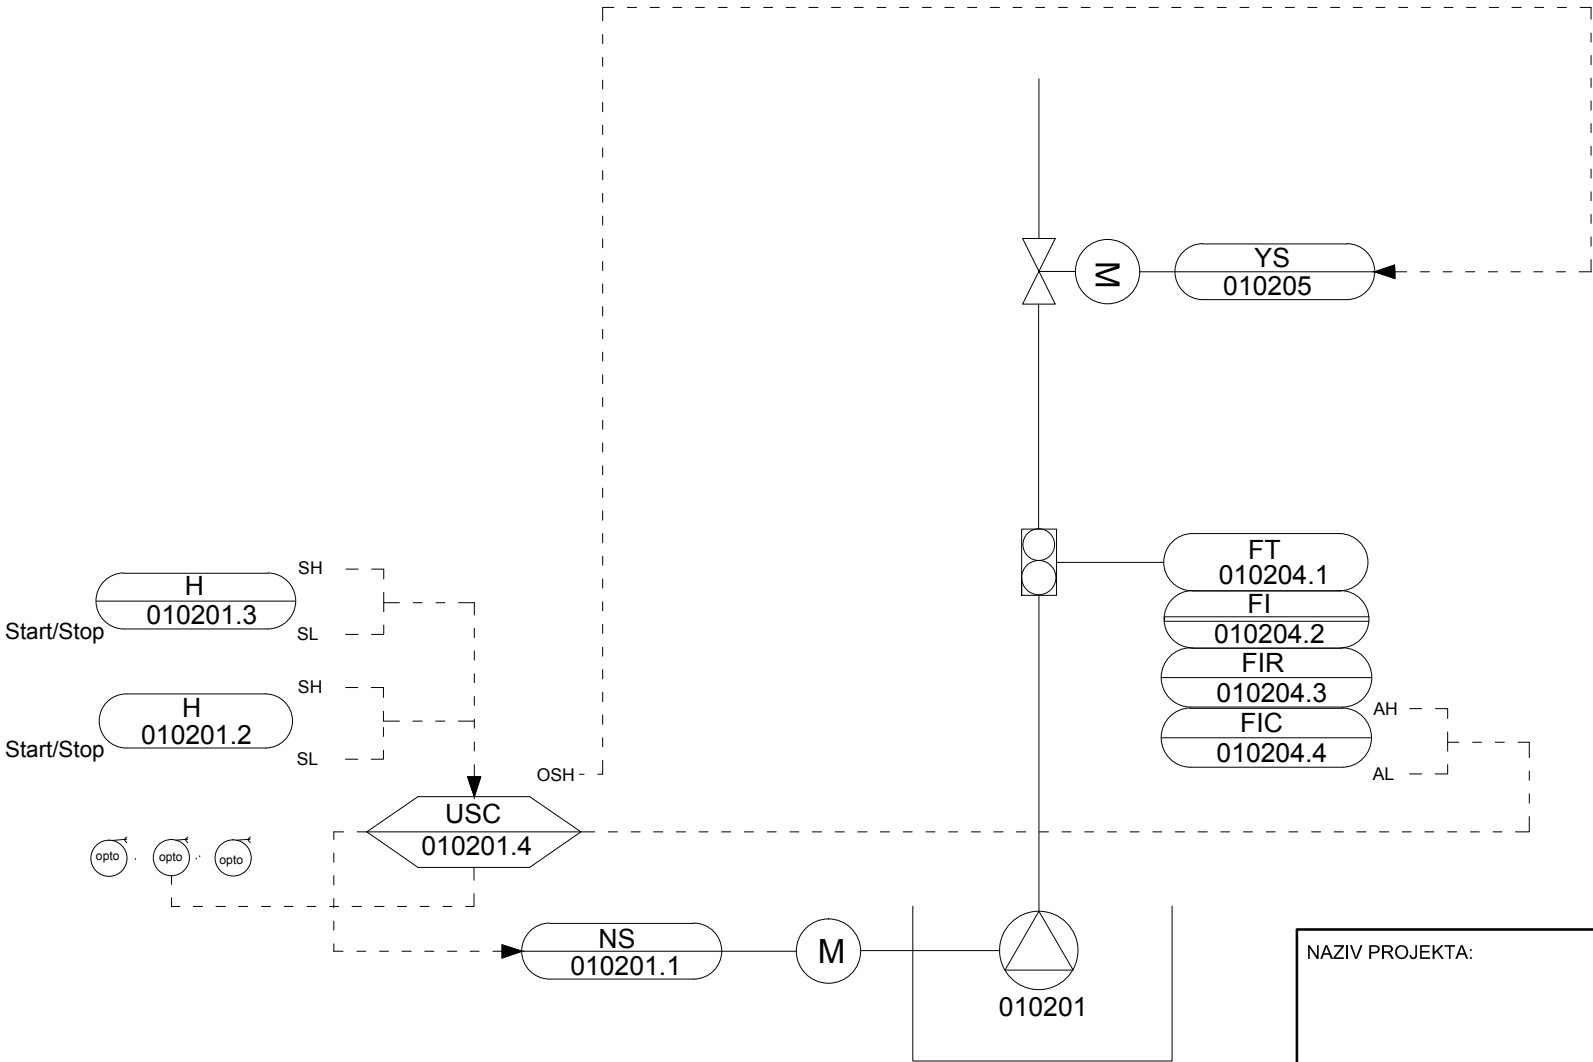 M
YS
010205
FT
010204.1
FI
010204.2
FIR
010204.3
FIC
010204.4
AH
AL
SH
H
010201.3
Start/Stop
SL
SH
H
010201.2
Start/Stop
SL
OSH
USC
010201.4
opto
opto
opto
NS
010201.1
M
010201
NAZIV PROJEKTA: